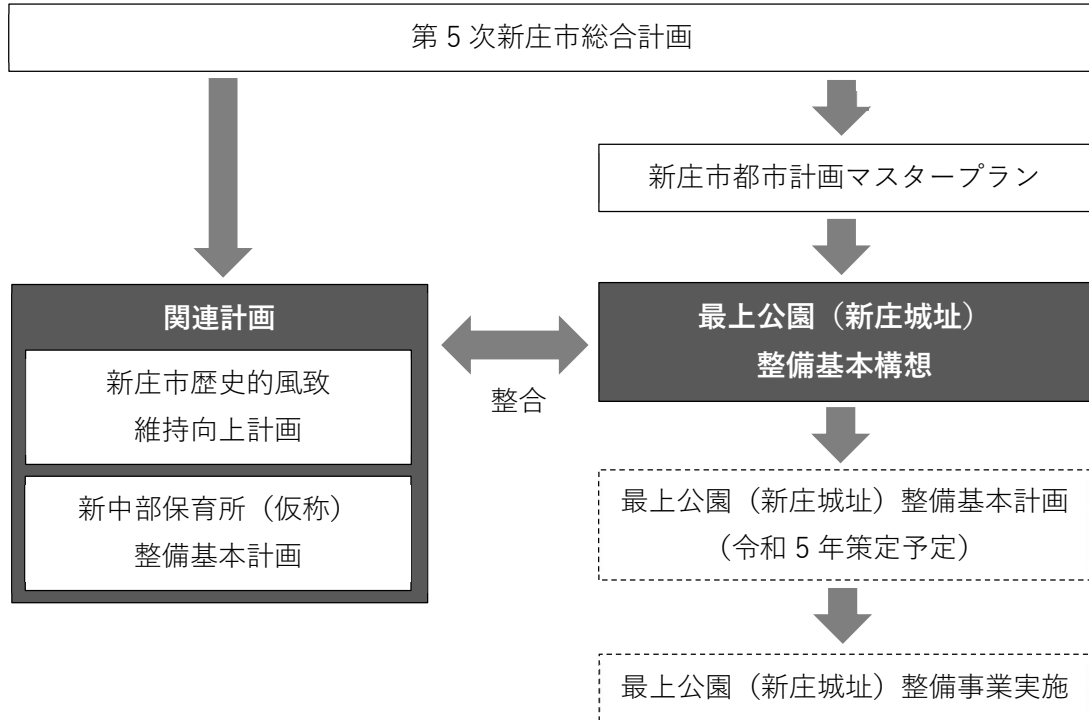 第5次新庄市総合計画
新庄市都市計画マスタープラン
関連計画
新庄市歴史的風致
維持向上計画
新中部保育所（仮称）
整備基本計画
整合
最上公園（新庄城址）
整備基本構想
最上公園（新庄城址）整備基本計画
（令和5年策定予定）
最上公園（新庄城址）整備事業実施